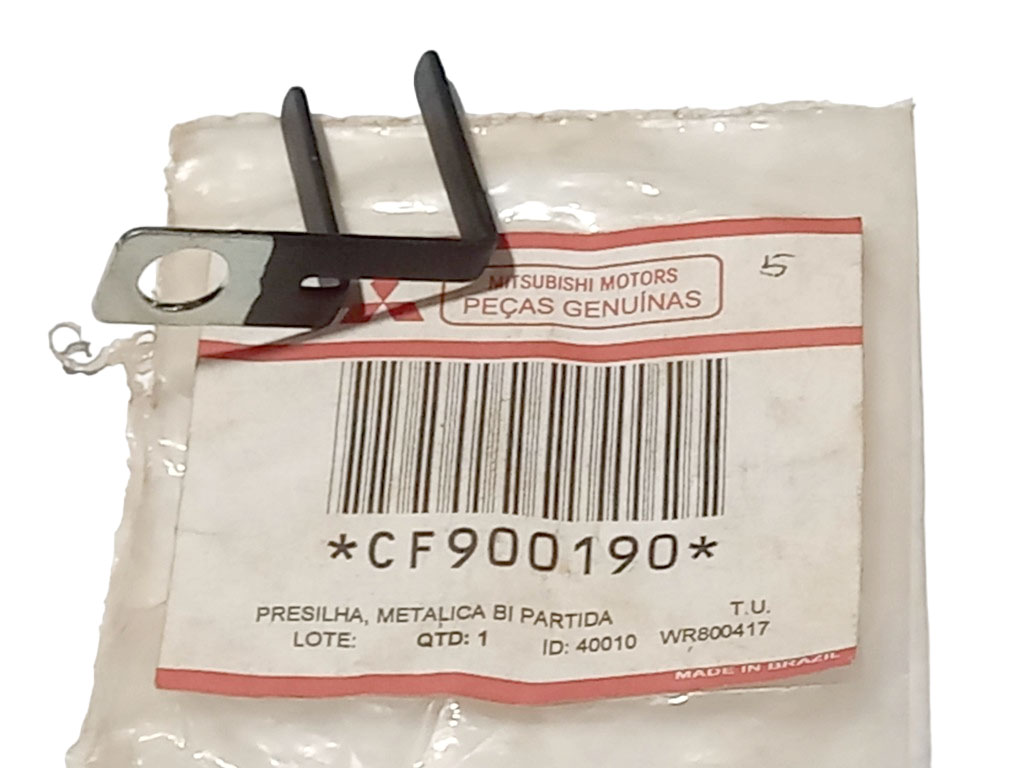 MITSUBISHI MOTORS
PEÇAS GENUÍNAS
5
*CF900190*
PRESILHA, METALICA BI PARTIDA T.U.
LOTE: QTD: 1 ID: 40010 WR800417
MADE IN BRAZIL